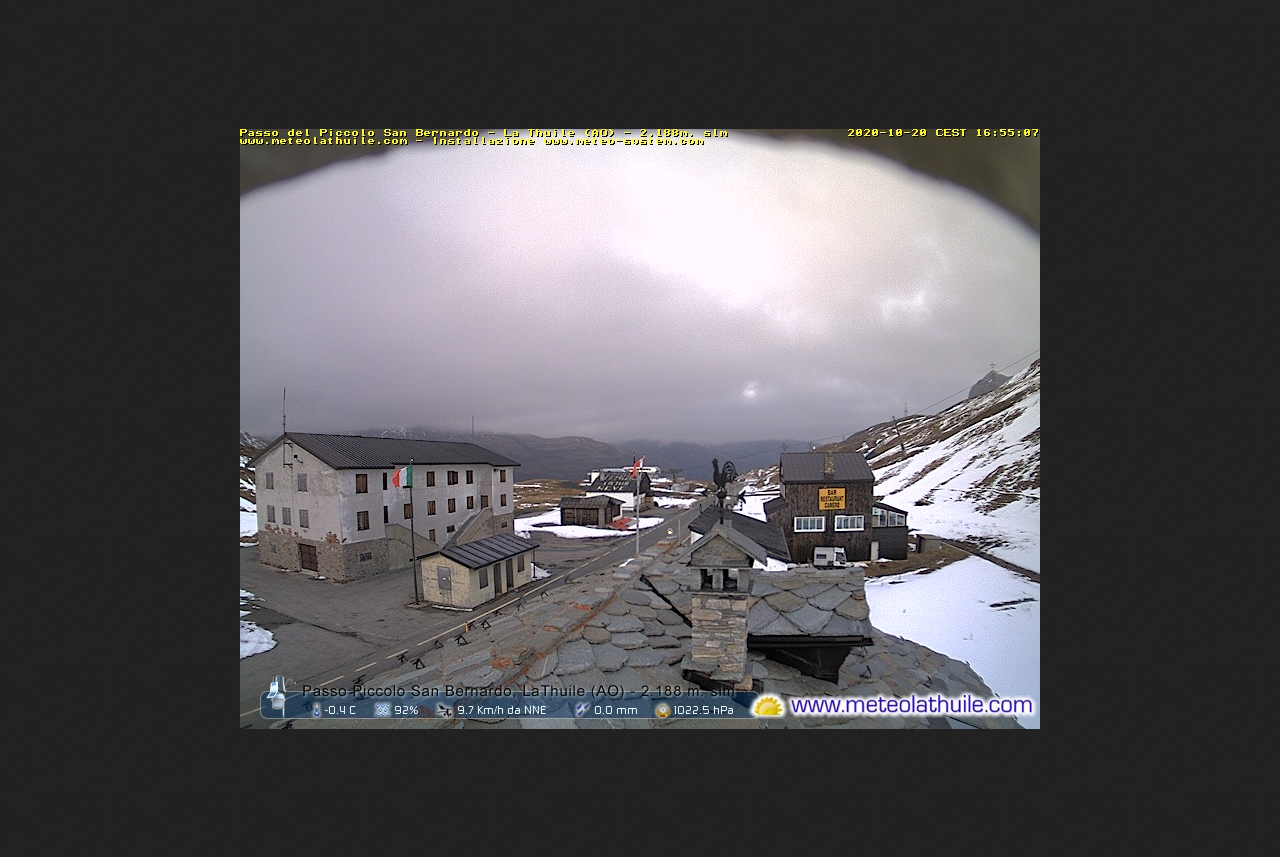 Passo del Piccolo San Bernardo - La Thuile (AO) - 2.188m. slm
2020-10-20 CEST 16:55:07
www.meteolathuile.com - Installazione www.meteo-system.com
BAR
RESTAURANT
CAMERE
Passo Piccolo San Bernardo, LaThuile (AO) - 2.188 m. slm
-0.4 C 92% 9.7 Km/h da NNE 0.0 mm 1022.5 hPa
www.meteolathuile.com